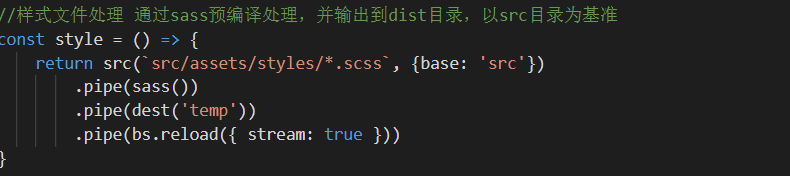 //样式文件处理 通过sass预编译处理，并输出到dist目录，以src目录为基准
const style = () => {
    return src(`src/assets/styles/*.scss`, {base: 'src'})
        .pipe(sass())
        .pipe(dest('temp'))
        .pipe(bs.reload({ stream: true }))
}